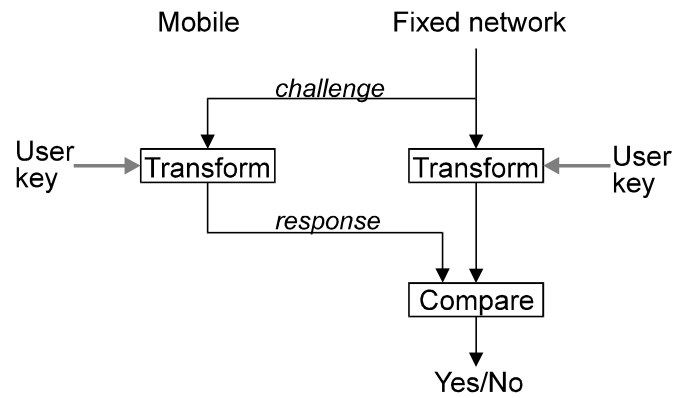 Mobile
Fixed network
challenge
User
key
Transform
Transform
User
key
response
Compare
Yes/No